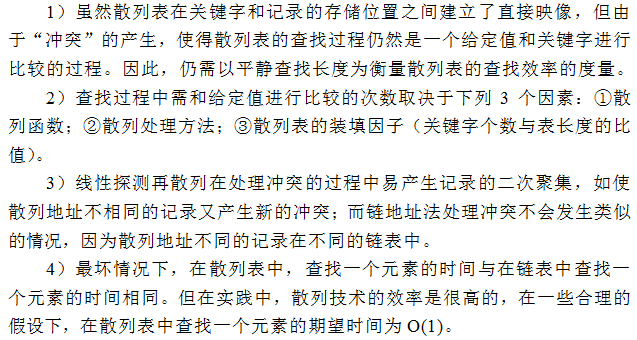 1）虽然散列表在关键字和记录的存储位置之间建立了直接映像，但由
于“冲突”的产生，使得散列表的查找过程仍然是一个给定值和关键字进行
比较的过程。因此，仍需以平静查找长度为衡量散列表的查找效率的度量。
2）查找过程中需和给定值进行比较的次数取决于下列 3 个因素：①散
列函数；②散列处理方法；③散列表的装填因子（关键字个数与表长度的比
值）。
3）线性探测再散列在处理冲突的过程中易产生记录的二次聚集，如使
散列地址不相同的记录又产生新的冲突；而链地址法处理冲突不会发生类似
的情况，因为散列地址不同的记录在不同的链表中。
4）最坏情况下，在散列表中，查找一个元素的时间与在链表中查找一
个元素的时间相同。但在实践中，散列技术的效率是很高的，在一些合理的
假设下，在散列表中查找一个元素的期望时间为 O(1)。